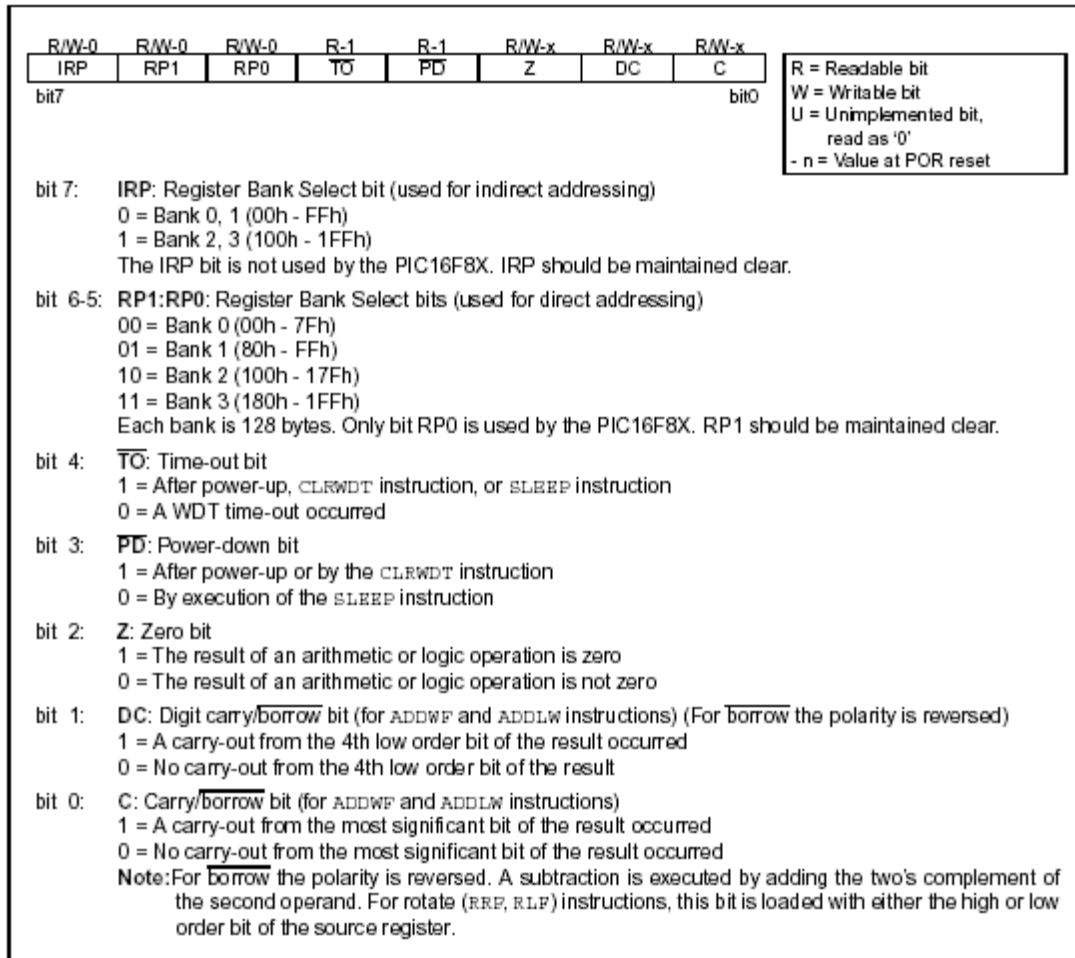 R/W-0 R/W-0 R/W-0 R-1 R-1 R/W-x R/W-x R/W-x
IRP RP1 RP0 T̅O̅ P̅D̅ Z DC C
bit7 bit0
R = Readable bit
W = Writable bit
U = Unimplemented bit,
read as ‘0’
- n = Value at POR reset
bit 7: IRP: Register Bank Select bit (used for indirect addressing)
0 = Bank 0, 1 (00h - FFh)
1 = Bank 2, 3 (100h - 1FFh)
The IRP bit is not used by the PIC16F8X. IRP should be maintained clear.
bit 6-5: RP1:RP0: Register Bank Select bits (used for direct addressing)
00 = Bank 0 (00h - 7Fh)
01 = Bank 1 (80h - FFh)
10 = Bank 2 (100h - 17Fh)
11 = Bank 3 (180h - 1FFh)
Each bank is 128 bytes. Only bit RP0 is used by the PIC16F8X. RP1 should be maintained clear.
bit 4: T̅O̅: Time-out bit
1 = After power-up, CLRWDT instruction, or SLEEP instruction
0 = A WDT time-out occurred
bit 3: P̅D̅: Power-down bit
1 = After power-up or by the CLRWDT instruction
0 = By execution of the SLEEP instruction
bit 2: Z: Zero bit
1 = The result of an arithmetic or logic operation is zero
0 = The result of an arithmetic or logic operation is not zero
bit 1: DC: Digit carry/b̅o̅r̅r̅o̅w̅ bit (for ADDWF and ADDLW instructions) (For b̅o̅r̅r̅o̅w̅ the polarity is reversed)
1 = A carry-out from the 4th low order bit of the result occurred
0 = No carry-out from the 4th low order bit of the result
bit 0: C: Carry/b̅o̅r̅r̅o̅w̅ bit (for ADDWF and ADDLW instructions)
1 = A carry-out from the most significant bit of the result occurred
0 = No carry-out from the most significant bit of the result occurred
Note:For b̅o̅r̅r̅o̅w̅ the polarity is reversed. A subtraction is executed by adding the two’s complement of
the second operand. For rotate (RRF, RLF) instructions, this bit is loaded with either the high or low
order bit of the source register.